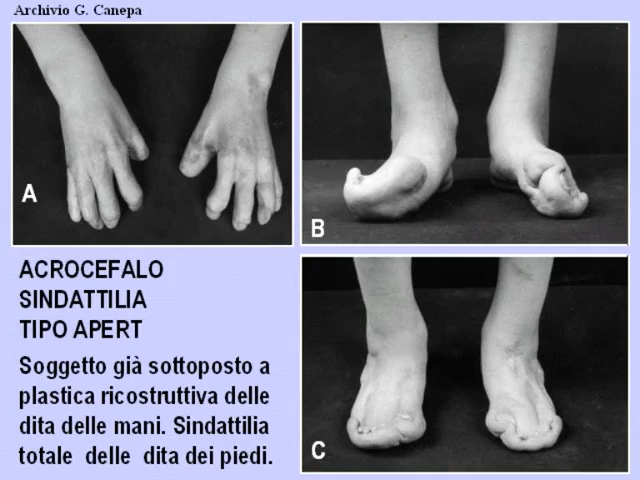 Archivio G. Canepa
A
B
ACROCEFALO
SINDATTILIA
TIPO APERT
Soggetto già sottoposto a
plastica ricostruttiva delle
dita delle mani. Sindattilia
totale delle dita dei piedi.
C